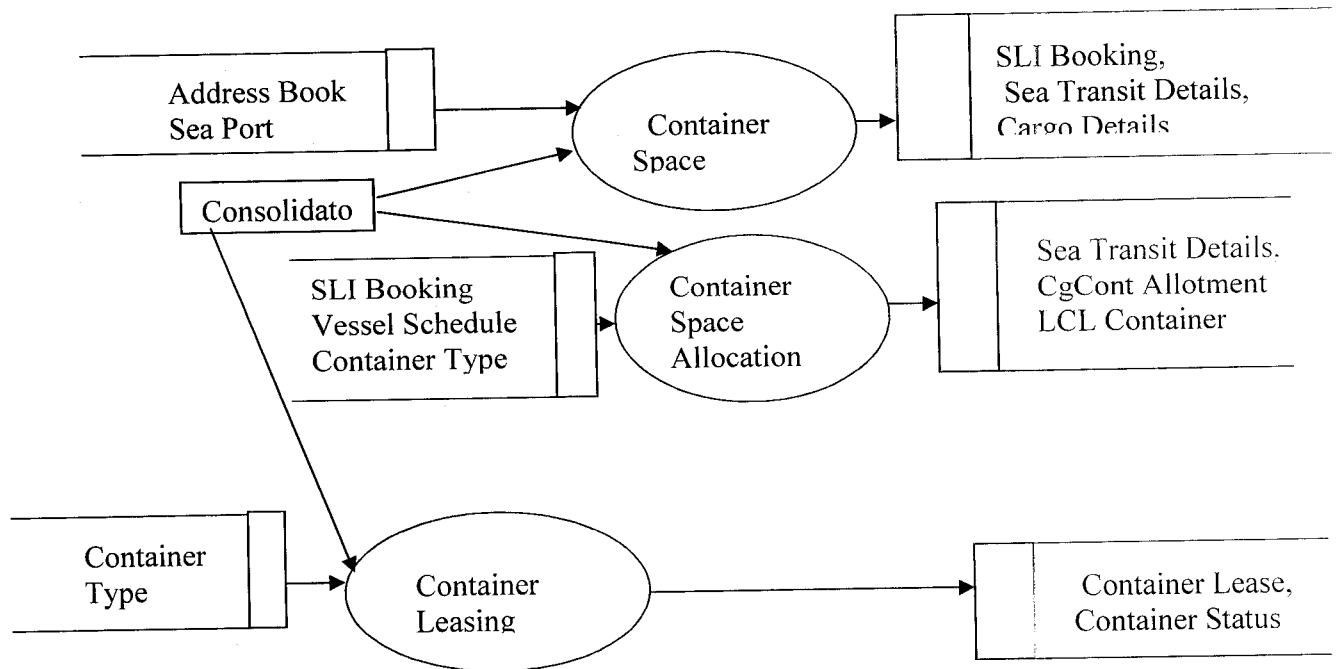 Address Book
Sea Port
Container
Space
SLI Booking,
Sea Transit Details,
Cargo Details
Consolidato
SLI Booking
Vessel Schedule
Container Type
Container
Space
Allocation
Sea Transit Details.
CgCont Allotment
LCL Container
Container
Type
Container
Leasing
Container Lease,
Container Status